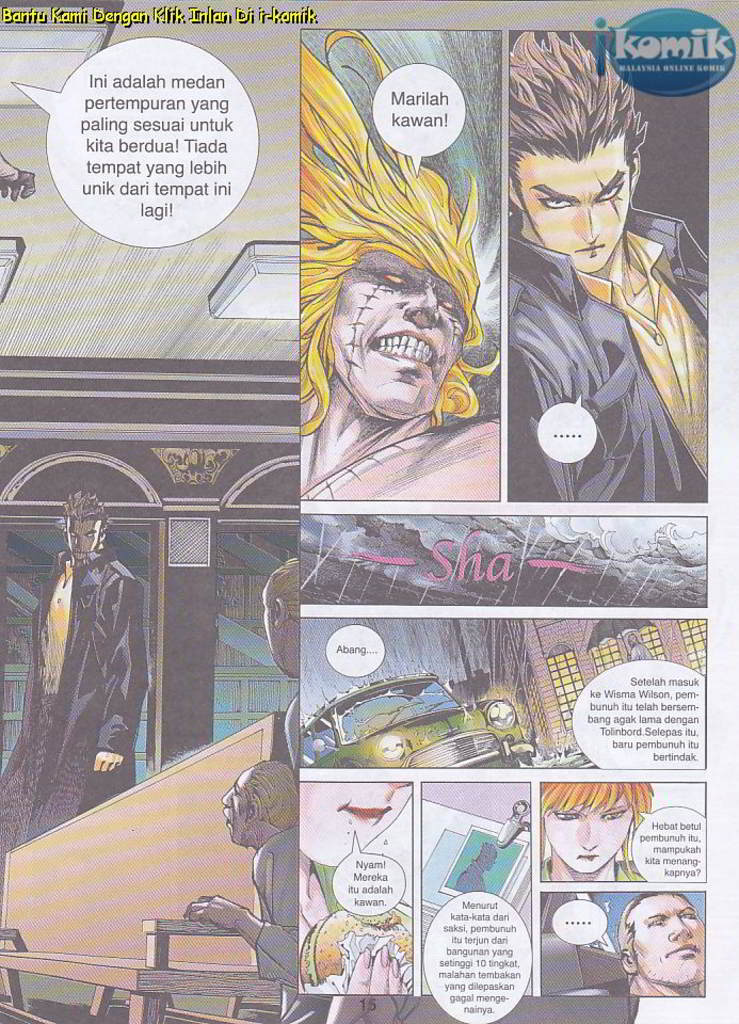 Bantu Kami Dengan Klik Inlan Di i-komik
ikomik
MALAYSIA ONLINE KOMIK
Ini adalah medan
pertempuran yang
paling sesuai untuk
kita berdua! Tiada
tempat yang lebih
unik dari tempat ini
lagi!
Marilah
kawan!
.....
Sha
Abang....
Setelah masuk
ke Wisma Wilson, pem-
bunuh itu telah bersem-
bang agak lama dengan
Tolinbord.Selepas itu,
baru pembunuh itu
bertindak.
Nyam!
Mereka
itu adalah
kawan.
Menurut
kata-kata dari
saksi, pembunuh
itu terjun dari
bangunan yang
setinggi 10 tingkat,
malahan tembakan
yang dilepaskan
gagal menge-
nainya.
Hebat betul
pembunuh itu,
mampukah
kita menang-
kapnya?
.....
15